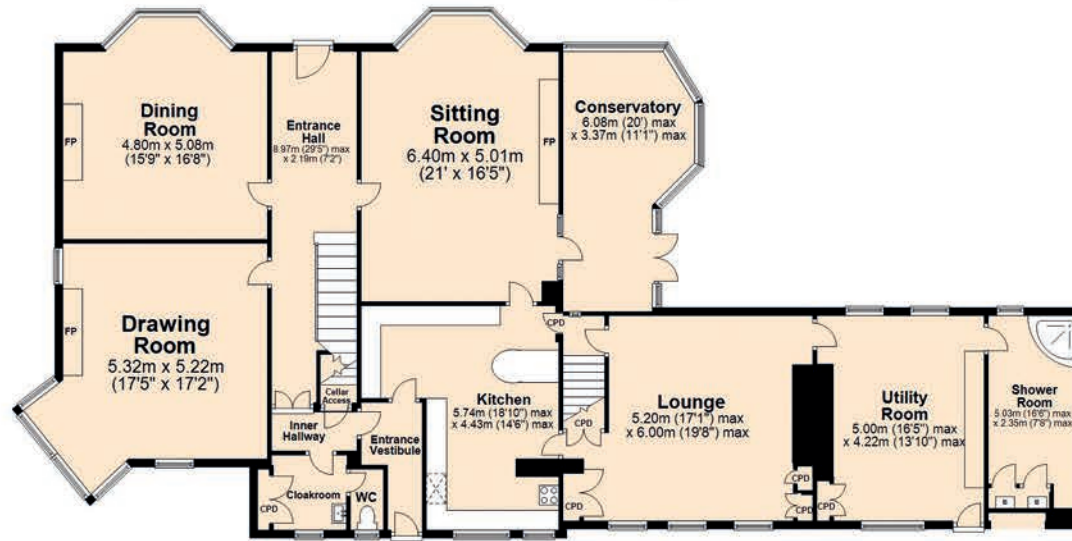 Dining
Room
4.80m x 5.08m
(15'9" x 16'8")
FP
Entrance
Hall
8.97m (29'5") max
x 2.19m (7'2")
Sitting
Room
6.40m x 5.01m
(21' x 16'5")
FP
Conservatory
6.08m (20') max
x 3.37m (11'1") max
Drawing
Room
5.32m x 5.22m
(17'5" x 17'2")
FP
Cellar
Access
Inner
Hallway
Entrance
Vestibule
Cloakroom
WC
CPD
Kitchen
5.74m (18'10") max
x 4.43m (14'6") max
CPD
CPD
CPD
Lounge
5.20m (17'1") max
x 6.00m (19'8") max
CPD
CPD
Utility
Room
5.00m (16'5") max
x 4.22m (13'10") max
CPD
Shower
Room
5.03m (16'6") max
x 2.35m (7'8") max